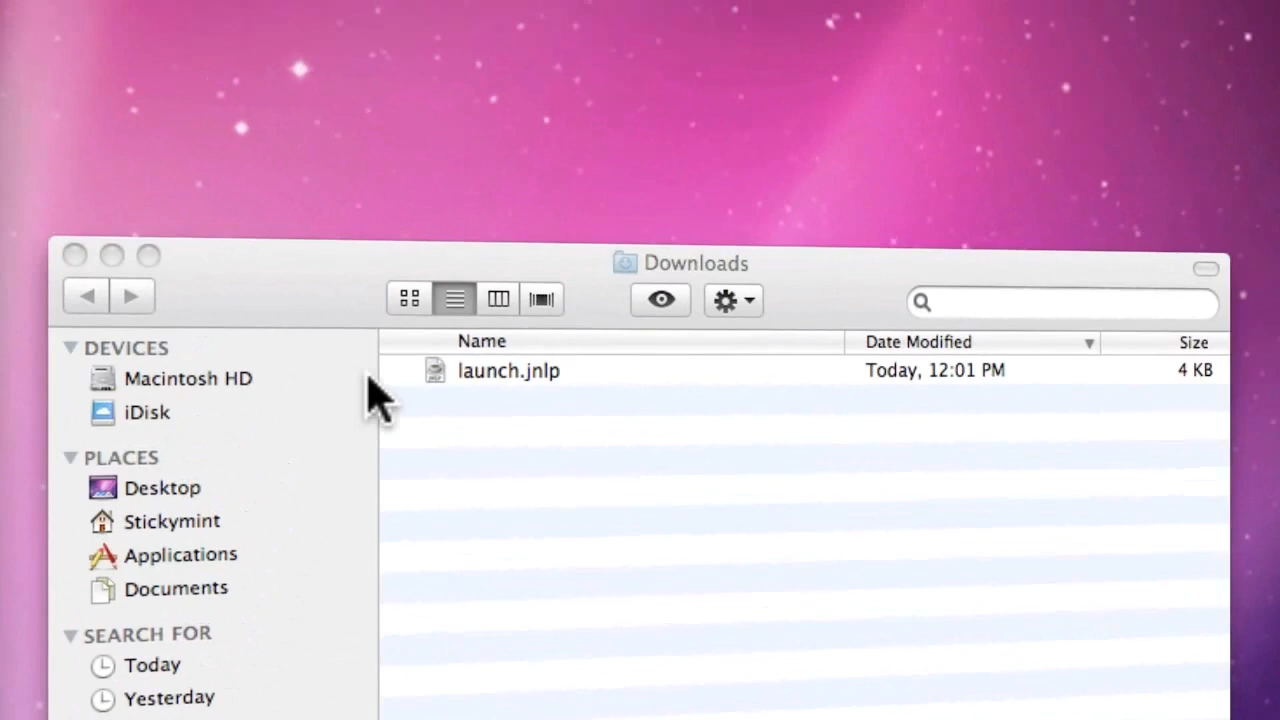 Downloads
DEVICES
Macintosh HD
iDisk
PLACES
Desktop
Stickymint
Applications
Documents
SEARCH FOR
Today
Yesterday
Name Date Modified Size
launch.jnlp Today, 12:01 PM 4 KB